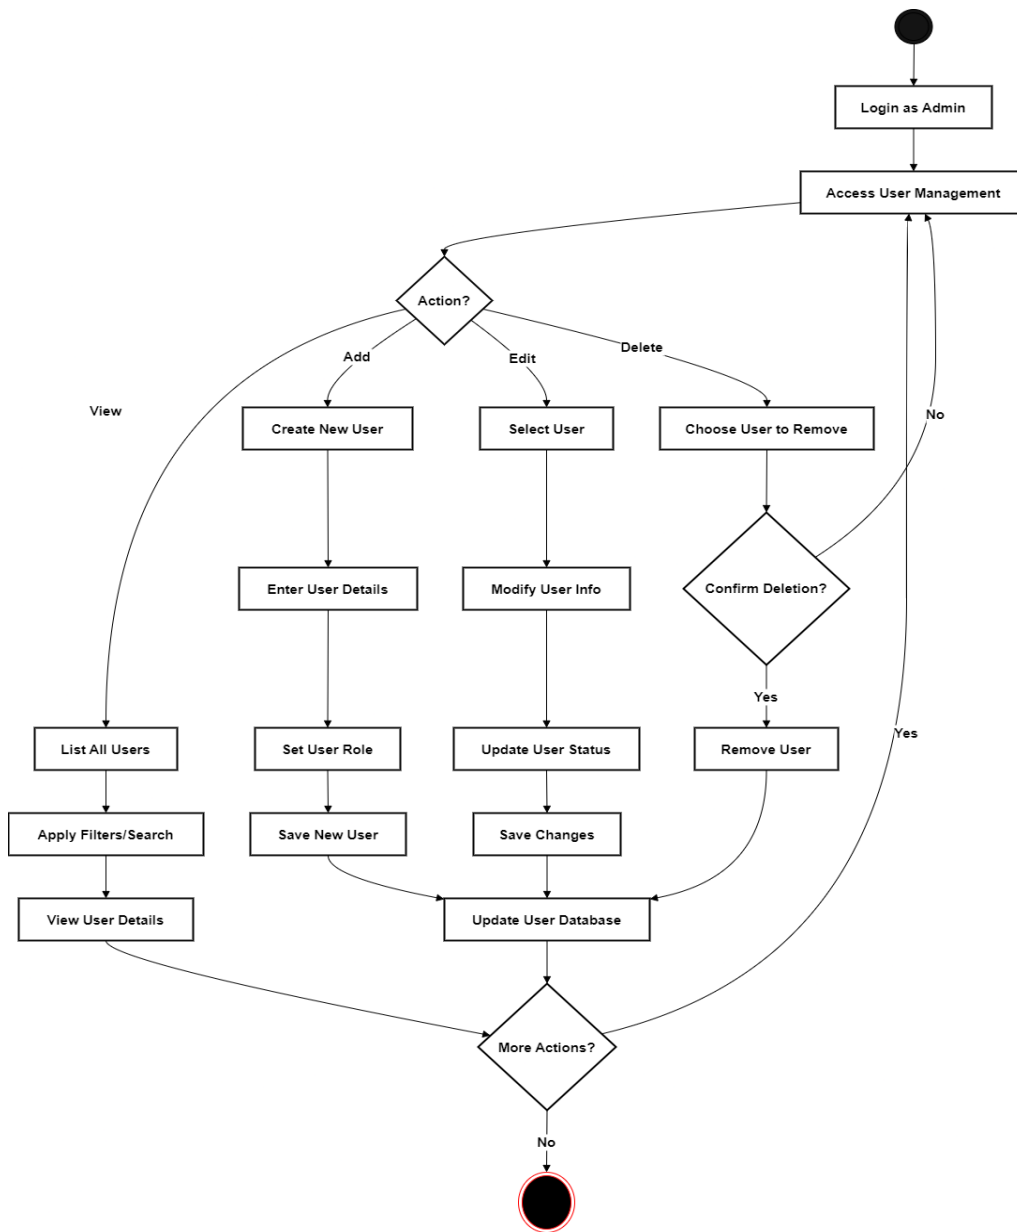 Login as Admin
Access User Management
Action?
Add
Edit
Delete
View
No
Create New User
Select User
Choose User to Remove
Enter User Details
Modify User Info
Confirm Deletion?
Yes
List All Users
Set User Role
Update User Status
Remove User
Yes
Apply Filters/Search
Save New User
Save Changes
View User Details
Update User Database
More Actions?
No